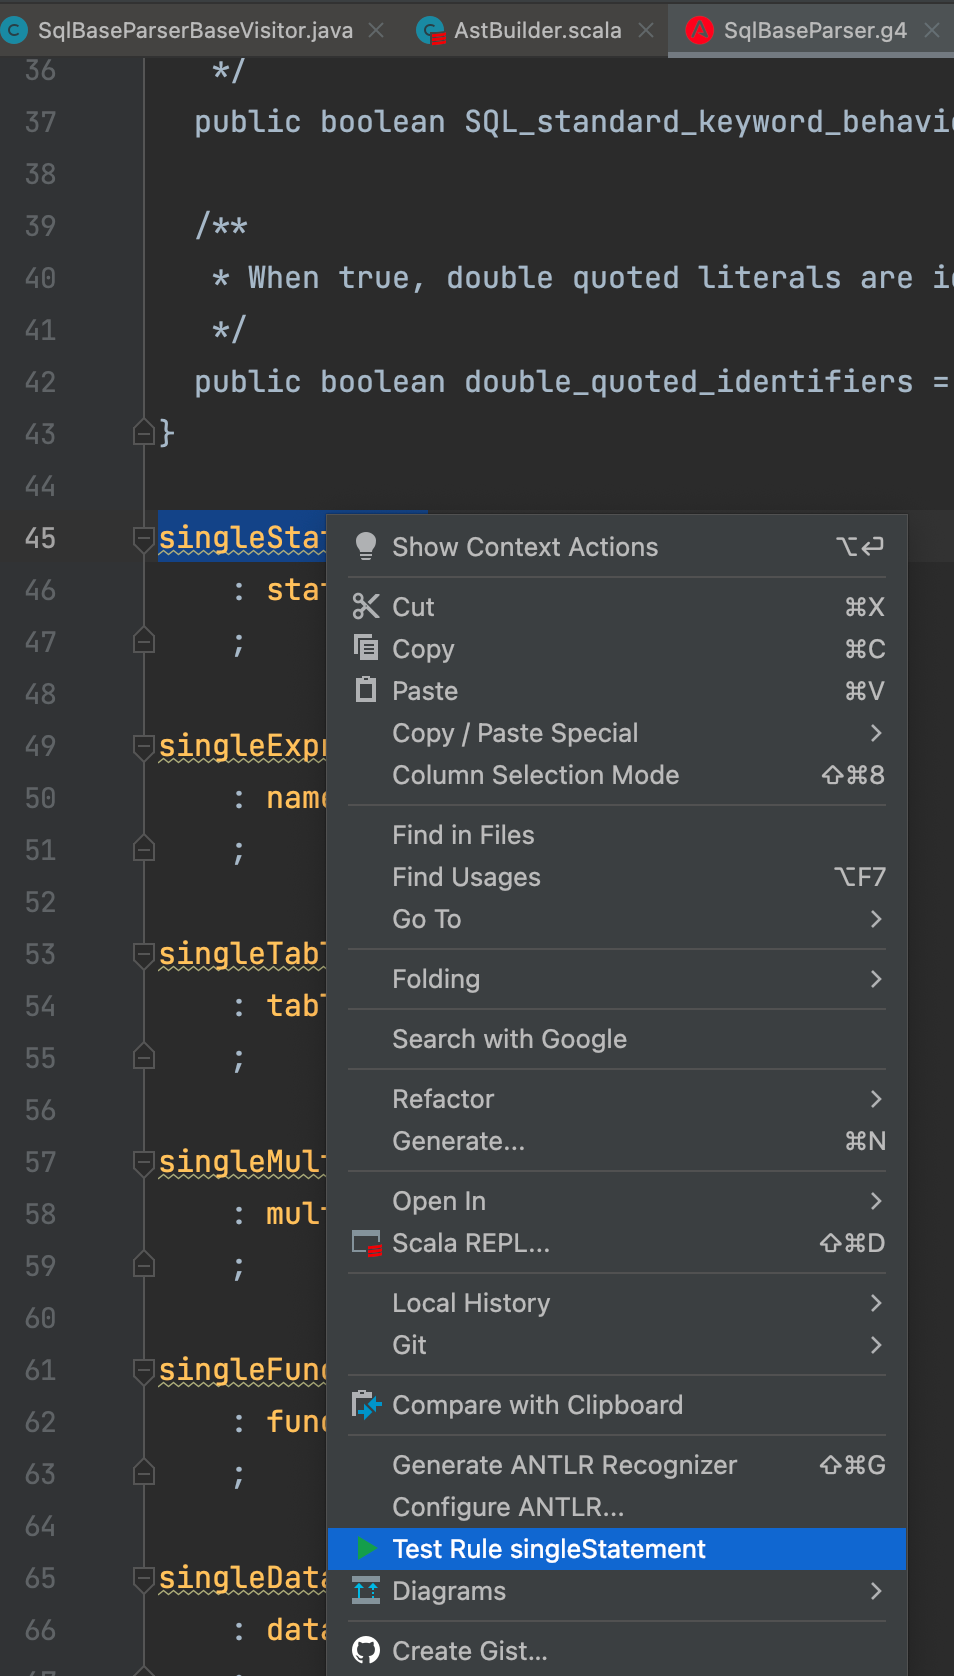 SqlBaseParserBaseVisitor.java AstBuilder.scala SqlBaseParser.g4
36 */
37 public boolean SQL_standard_keyword_behavi
38
39 /**
40 * When true, double quoted literals are
41 */
42 public boolean double_quoted_identifiers =
43 }
44
45 singleSta
46 : stat
47 ;
48
49 singleExpr
50 : name
51 ;
52
53 singleTabl
54 : tabl
55 ;
56
57 singleMult
58 : mult
59 ;
60
61 singleFunc
62 : func
63 ;
64
65 singleData
66 : data
Show Context Actions ⌥↩
Cut ⌘X
Copy ⌘C
Paste ⌘V
Copy / Paste Special
Column Selection Mode ⇧⌘8
Find in Files
Find Usages ⌥F7
Go To
Folding
Search with Google
Refactor
Generate... ⌘N
Open In
Scala REPL... ⇧⌘D
Local History
Git
Compare with Clipboard
Generate ANTLR Recognizer ⇧⌘G
Configure ANTLR...
Test Rule singleStatement
Diagrams
Create Gist...